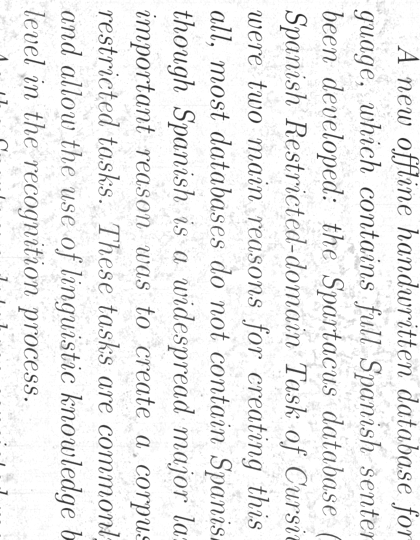 A new offline handwritten database for
guage, which contains full Spanish senten
been developed: the Spartacus database (
Spanish Restricted-domain Task of Cursiv
were two main reasons for creating this
all, most databases do not contain Spanis
though Spanish is a widespread major la
important reason was to create a corpus
restricted tasks. These tasks are commonl
and allow the use of linguistic knowledge b
level in the recognition process.